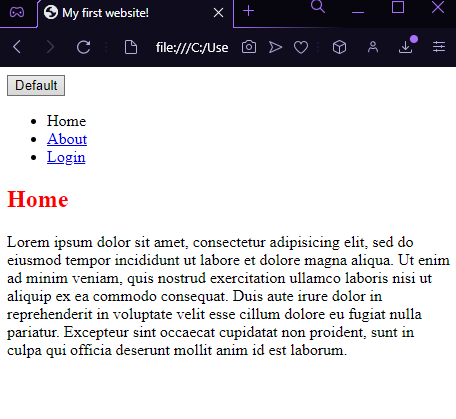 My first website!
file:///C:/Use
Default
Home
About
Login
Home
Lorem ipsum dolor sit amet, consectetur adipisicing elit, sed do
eiusmod tempor incididunt ut labore et dolore magna aliqua. Ut enim
ad minim veniam, quis nostrud exercitation ullamco laboris nisi ut
aliquip ex ea commodo consequat. Duis aute irure dolor in
reprehenderit in voluptate velit esse cillum dolore eu fugiat nulla
pariatur. Excepteur sint occaecat cupidatat non proident, sunt in
culpa qui officia deserunt mollit anim id est laborum.